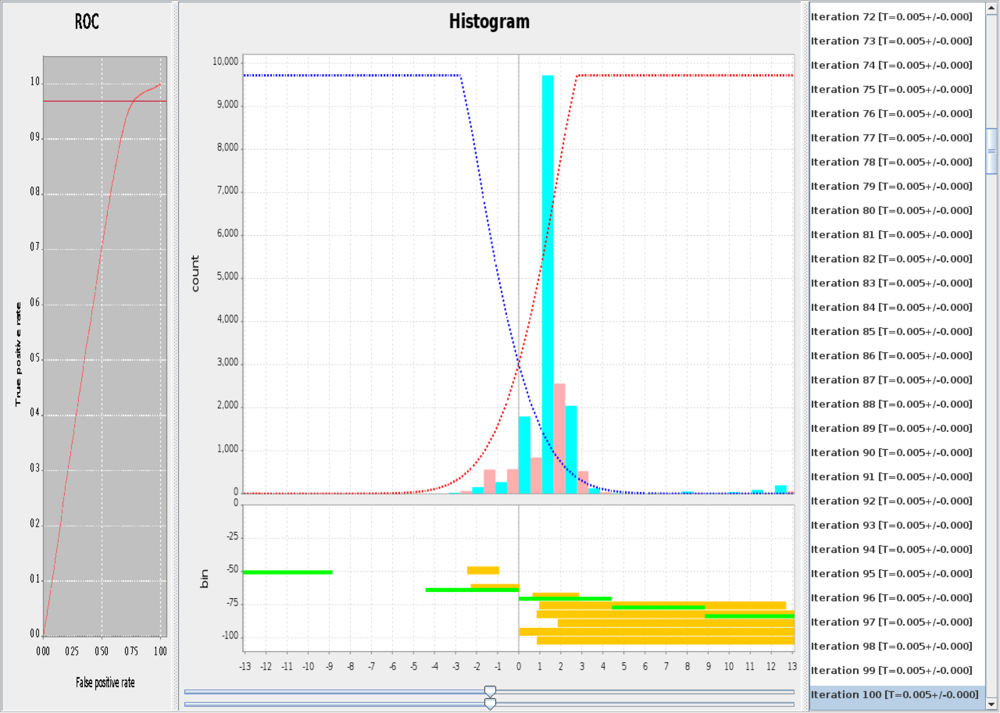 ROC
10
09
08
07
06
05
04
03
02
01
00
True positive rate
000 025 050 075 100
False positive rate
Histogram
10,000
9,000
8,000
7,000
6,000
5,000
4,000
3,000
2,000
1,000
0
count
0
-25
-50
-75
-100
bin
-13 -12 -11 -10 -9 -8 -7 -6 -5 -4 -3 -2 -1 0 1 2 3 4 5 6 7 8 9 10 11 12 13
Iteration 72 [T=0.005+/-0.000]
Iteration 73 [T=0.005+/-0.000]
Iteration 74 [T=0.005+/-0.000]
Iteration 75 [T=0.005+/-0.000]
Iteration 76 [T=0.005+/-0.000]
Iteration 77 [T=0.005+/-0.000]
Iteration 78 [T=0.005+/-0.000]
Iteration 79 [T=0.005+/-0.000]
Iteration 80 [T=0.005+/-0.000]
Iteration 81 [T=0.005+/-0.000]
Iteration 82 [T=0.005+/-0.000]
Iteration 83 [T=0.005+/-0.000]
Iteration 84 [T=0.005+/-0.000]
Iteration 85 [T=0.005+/-0.000]
Iteration 86 [T=0.005+/-0.000]
Iteration 87 [T=0.005+/-0.000]
Iteration 88 [T=0.005+/-0.000]
Iteration 89 [T=0.005+/-0.000]
Iteration 90 [T=0.005+/-0.000]
Iteration 91 [T=0.005+/-0.000]
Iteration 92 [T=0.005+/-0.000]
Iteration 93 [T=0.005+/-0.000]
Iteration 94 [T=0.005+/-0.000]
Iteration 95 [T=0.005+/-0.000]
Iteration 96 [T=0.005+/-0.000]
Iteration 97 [T=0.005+/-0.000]
Iteration 98 [T=0.005+/-0.000]
Iteration 99 [T=0.005+/-0.000]
Iteration 100 [T=0.005+/-0.000]